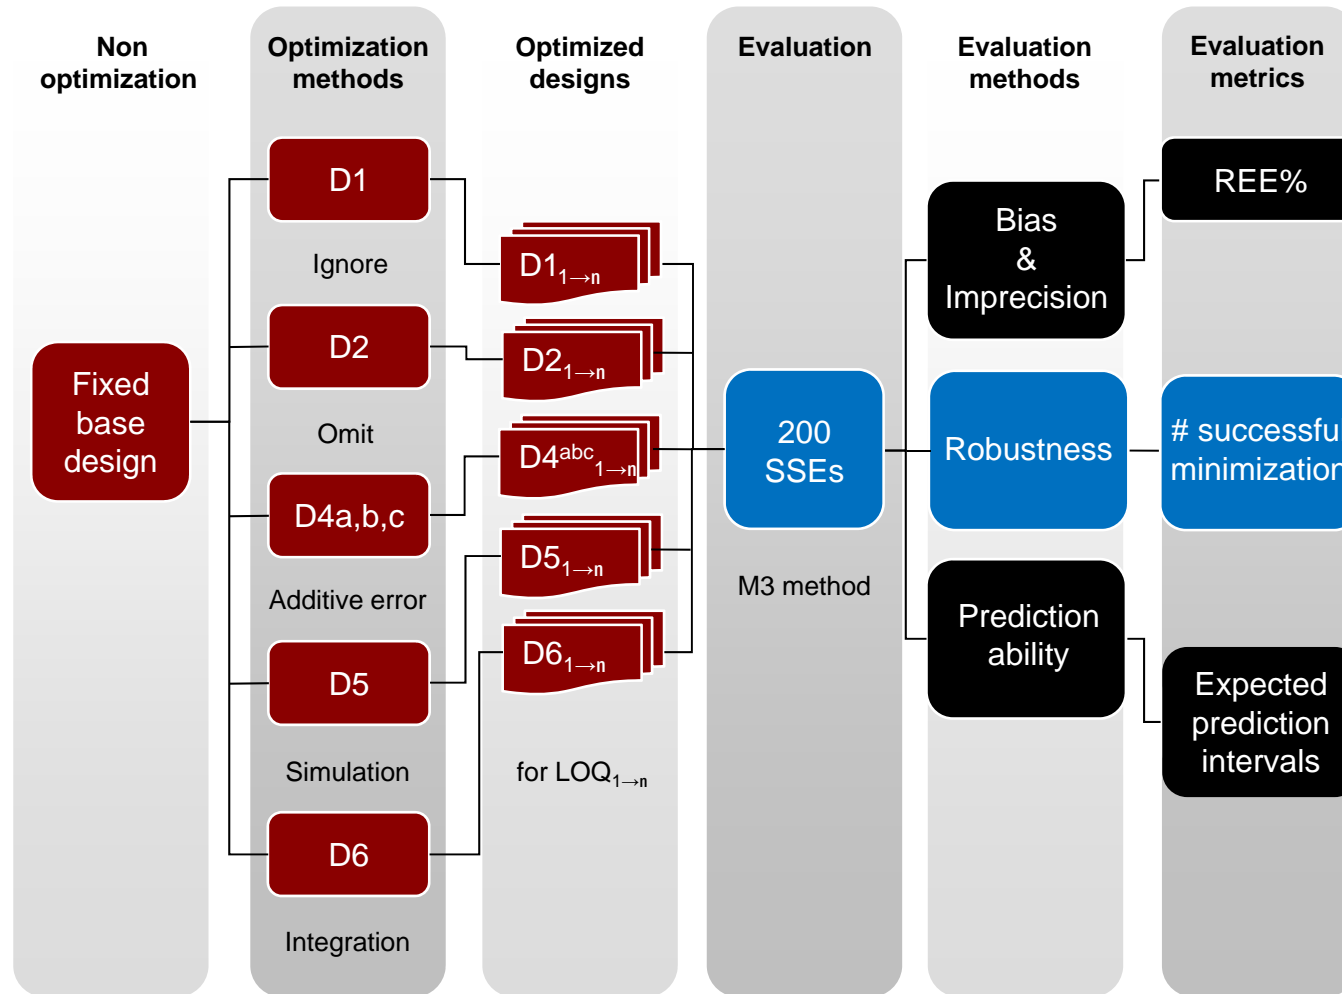 Non
optimization
Optimization
methods
Optimized
designs
Evaluation
Evaluation
methods
Evaluation
metrics
Fixed
base
design
D1
Ignore
D2
Omit
D4a,b,c
Additive error
D5
Simulation
D6
Integration
D1₁→ₙ
D2₁→ₙ
D4ᵃᵇᶜ₁→ₙ
D5₁→ₙ
D6₁→ₙ
for LOQ₁→ₙ
200
SSEs
M3 method
Bias
&
Imprecision
Robustness
Prediction
ability
REE%
# successful
minimization
Expected
prediction
intervals